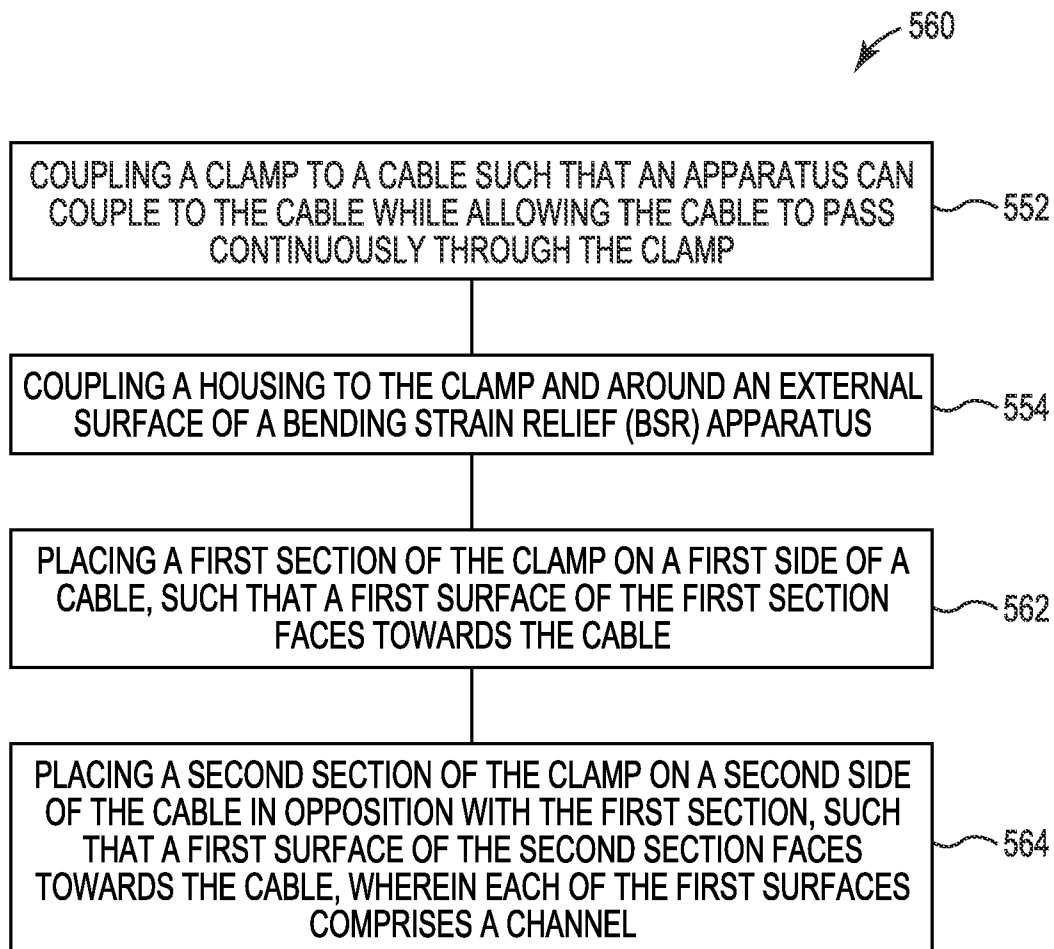 560
COUPLING A CLAMP TO A CABLE SUCH THAT AN APPARATUS CAN
COUPLE TO THE CABLE WHILE ALLOWING THE CABLE TO PASS
CONTINUOUSLY THROUGH THE CLAMP
552
COUPLING A HOUSING TO THE CLAMP AND AROUND AN EXTERNAL
SURFACE OF A BENDING STRAIN RELIEF (BSR) APPARATUS
554
PLACING A FIRST SECTION OF THE CLAMP ON A FIRST SIDE OF A
CABLE, SUCH THAT A FIRST SURFACE OF THE FIRST SECTION
FACES TOWARDS THE CABLE
562
PLACING A SECOND SECTION OF THE CLAMP ON A SECOND SIDE
OF THE CABLE IN OPPOSITION WITH THE FIRST SECTION, SUCH
THAT A FIRST SURFACE OF THE SECOND SECTION FACES
TOWARDS THE CABLE, WHEREIN EACH OF THE FIRST SURFACES
COMPRISES A CHANNEL
564